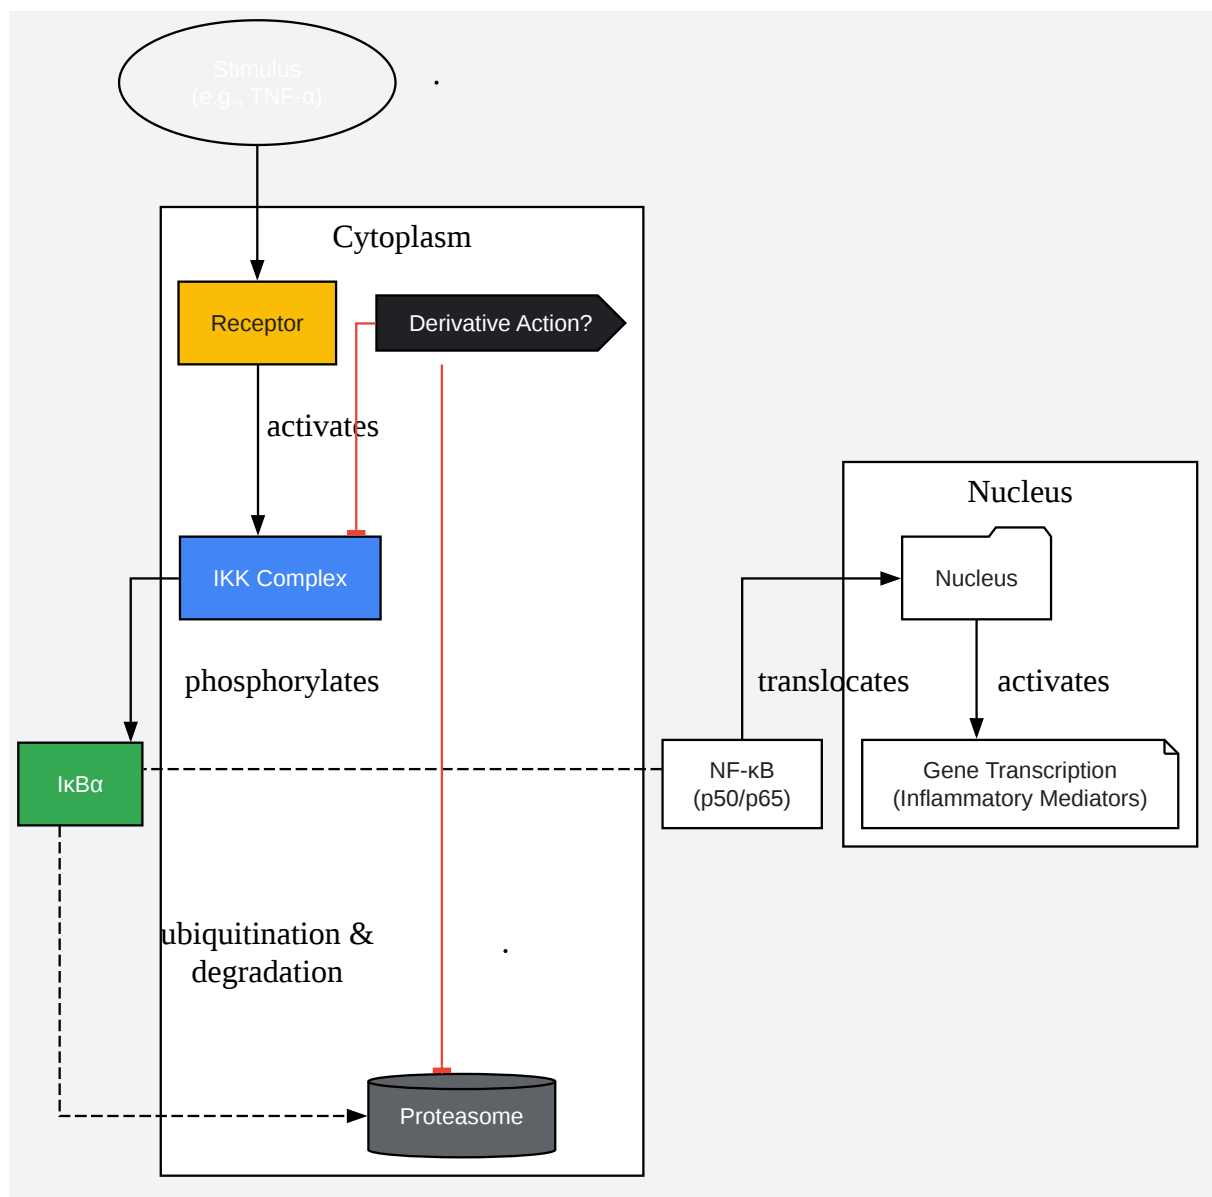 Stimulus
(e.g., TNF-α)
.
Cytoplasm
Receptor
Derivative Action?
activates
IKK Complex
phosphorylates
IκBα
ubiquitination &
degradation
.
Proteasome
NF-κB
(p50/p65)
translocates
Nucleus
Nucleus
activates
Gene Transcription
(Inflammatory Mediators)